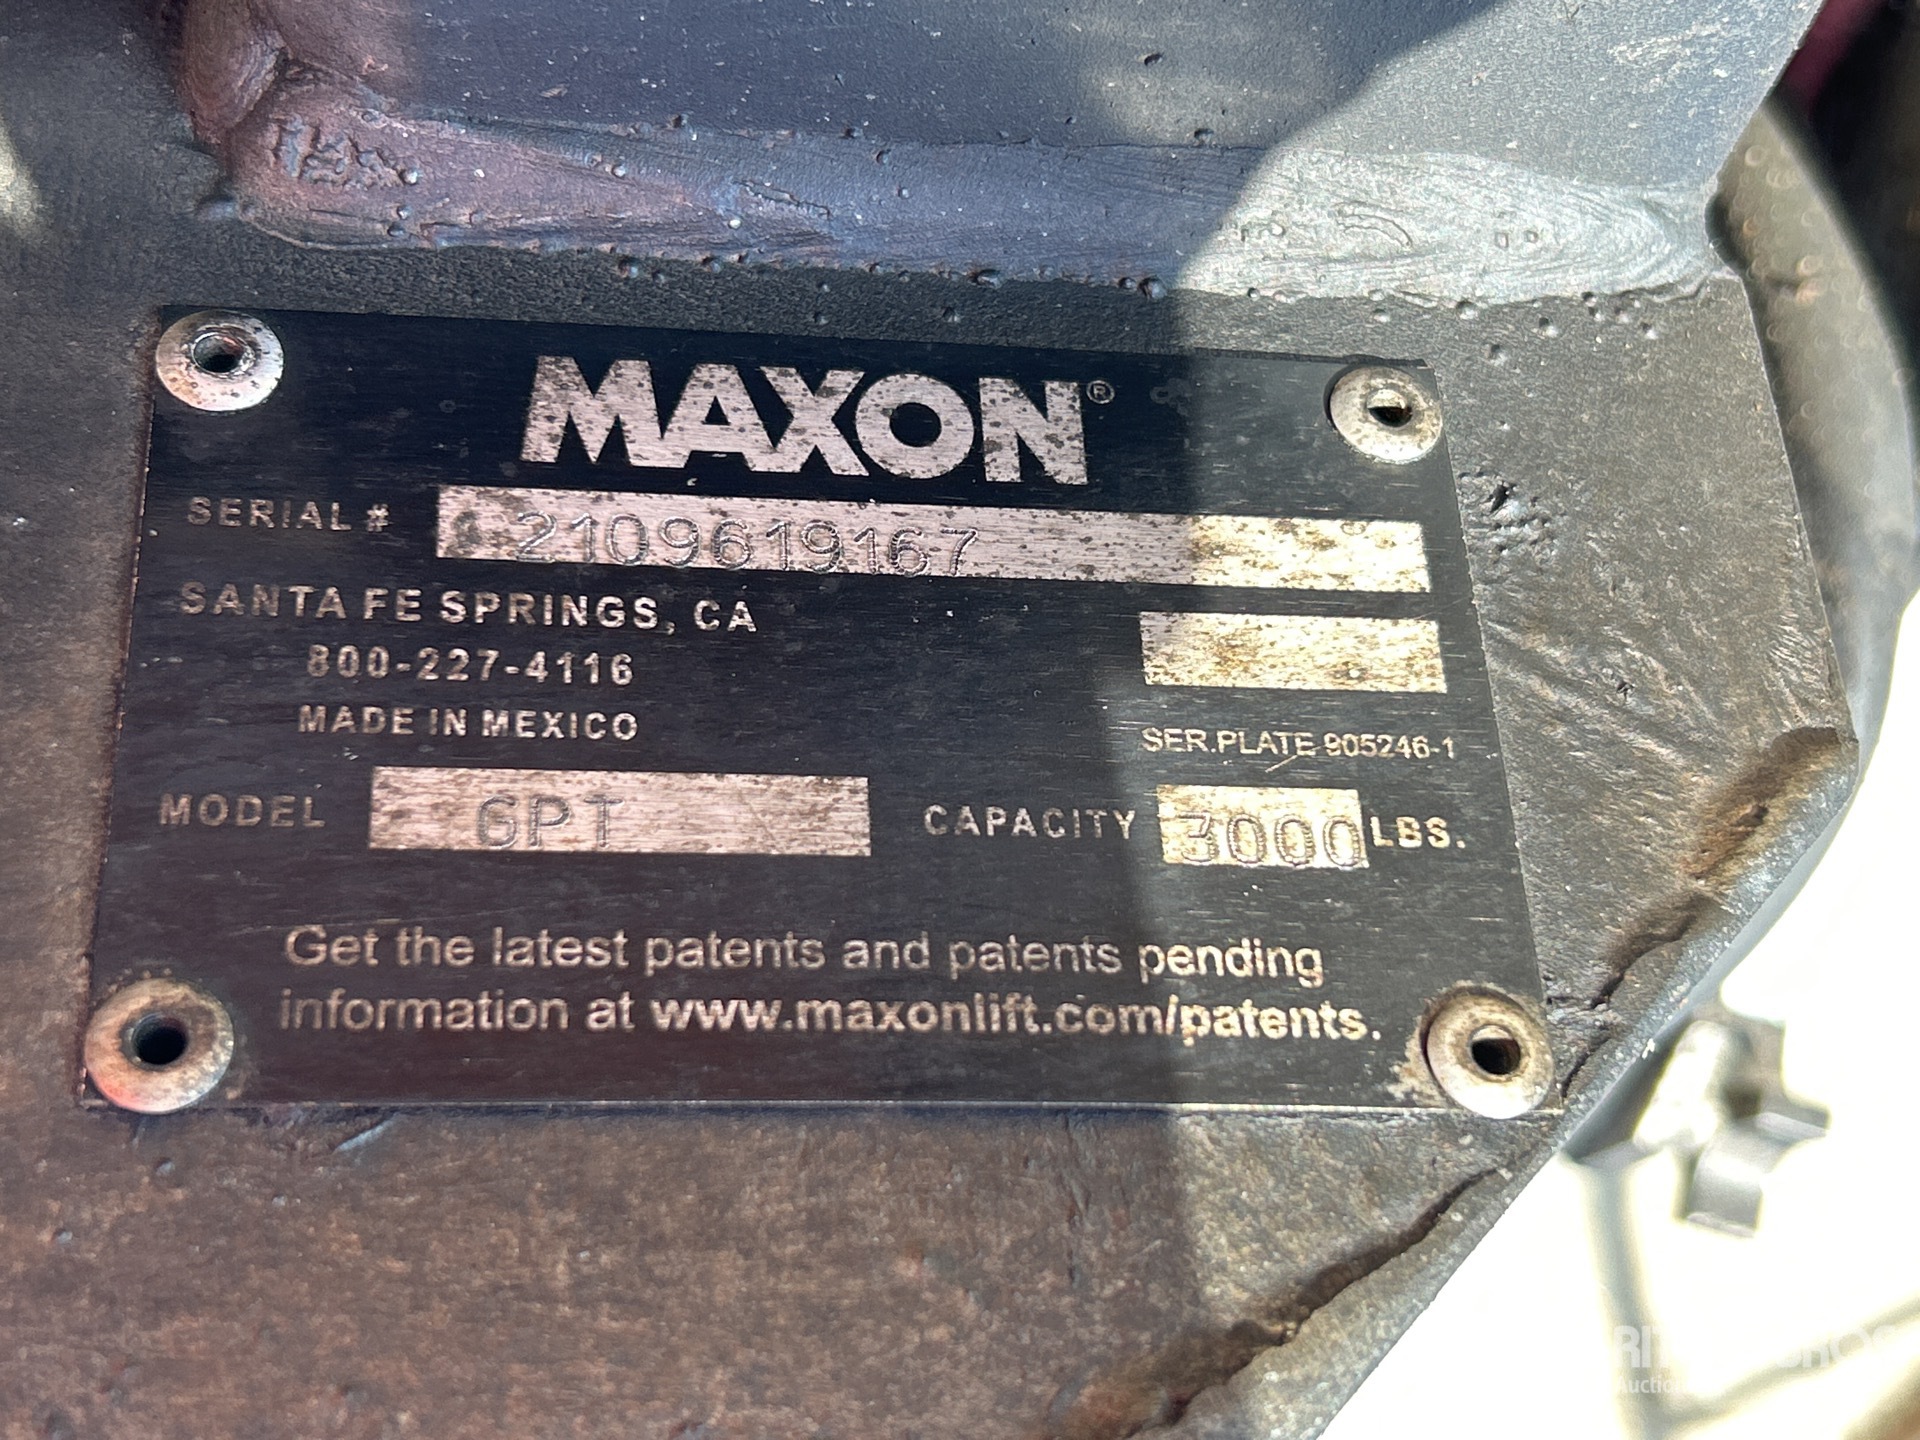 MAXON®
SERIAL # 2109619167
SANTA FE SPRINGS, CA
800-227-4116
MADE IN MEXICO
SER.PLATE 905246-1
MODEL GPT CAPACITY 3000 LBS.
Get the latest patents and patents pending
information at www.maxonlift.com/patents.